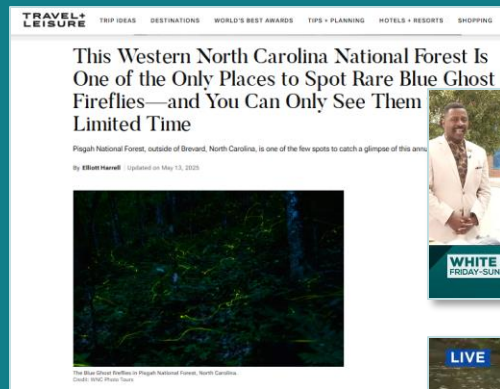 TRAVEL+
LEISURE
TRIP IDEAS DESTINATIONS WORLD'S BEST AWARDS TIPS + PLANNING HOTELS + RESORTS SHOPPING
This Western North Carolina National Forest Is
One of the Only Places to Spot Rare Blue Ghost
Fireflies—and You Can Only See Them
Limited Time
Pisgah National Forest, outside of Brevard, North Carolina, is one of the few spots to catch a glimpse of this
By Elliott Harrell Updated on May 13, 2025
The Blue Ghost fireflies in Pisgah National Forest, North Carolina.
Credit: WNC Photo Tours
WHITE
FRIDAY-SUN
LIVE